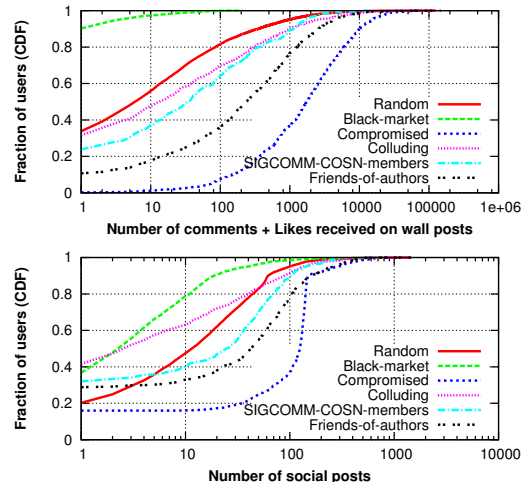 Fraction of users (CDF)
1
0.8
0.6
0.4
0.2
0
Random
Black-market
Compromised
Colluding
SIGCOMM-COSN-members
Friends-of-authors
1 10 100 1000 10000 100000 1e+06
Number of comments + Likes received on wall posts
Fraction of users (CDF)
1
0.8
0.6
0.4
0.2
0
Random
Black-market
Compromised
Colluding
SIGCOMM-COSN-members
Friends-of-authors
1 10 100 1000 10000
Number of social posts